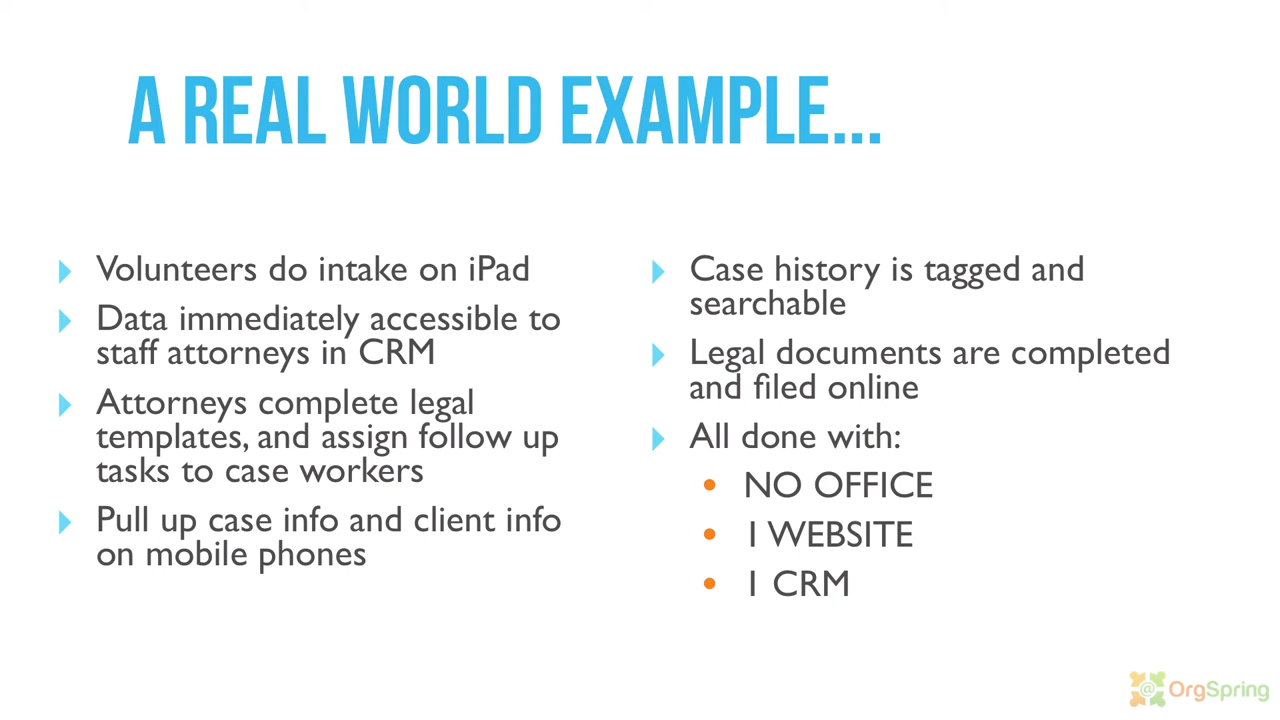 A REAL WORLD EXAMPLE...
Volunteers do intake on iPad
Data immediately accessible to
staff attorneys in CRM
Attorneys complete legal
templates, and assign follow up
tasks to case workers
Pull up case info and client info
on mobile phones
Case history is tagged and
searchable
Legal documents are completed
and filed online
All done with:
NO OFFICE
1 WEBSITE
1 CRM
@ OrgSpring